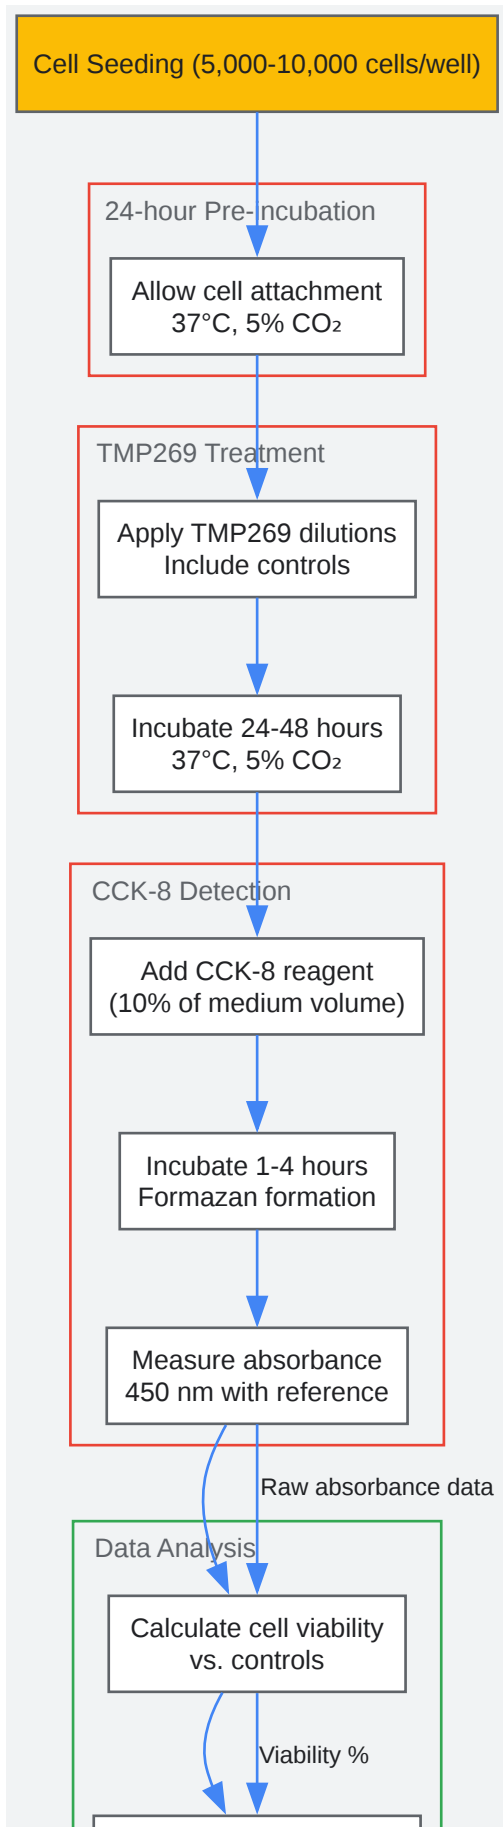 Cell Seeding (5,000-10,000 cells/well)
24-hour Pre-incubation
Allow cell attachment
37°C, 5% CO₂
TMP269 Treatment
Apply TMP269 dilutions
Include controls
Incubate 24-48 hours
37°C, 5% CO₂
CCK-8 Detection
Add CCK-8 reagent
(10% of medium volume)
Incubate 1-4 hours
Formazan formation
Measure absorbance
450 nm with reference
Raw absorbance data
Data Analysis
Calculate cell viability
vs. controls
Viability %